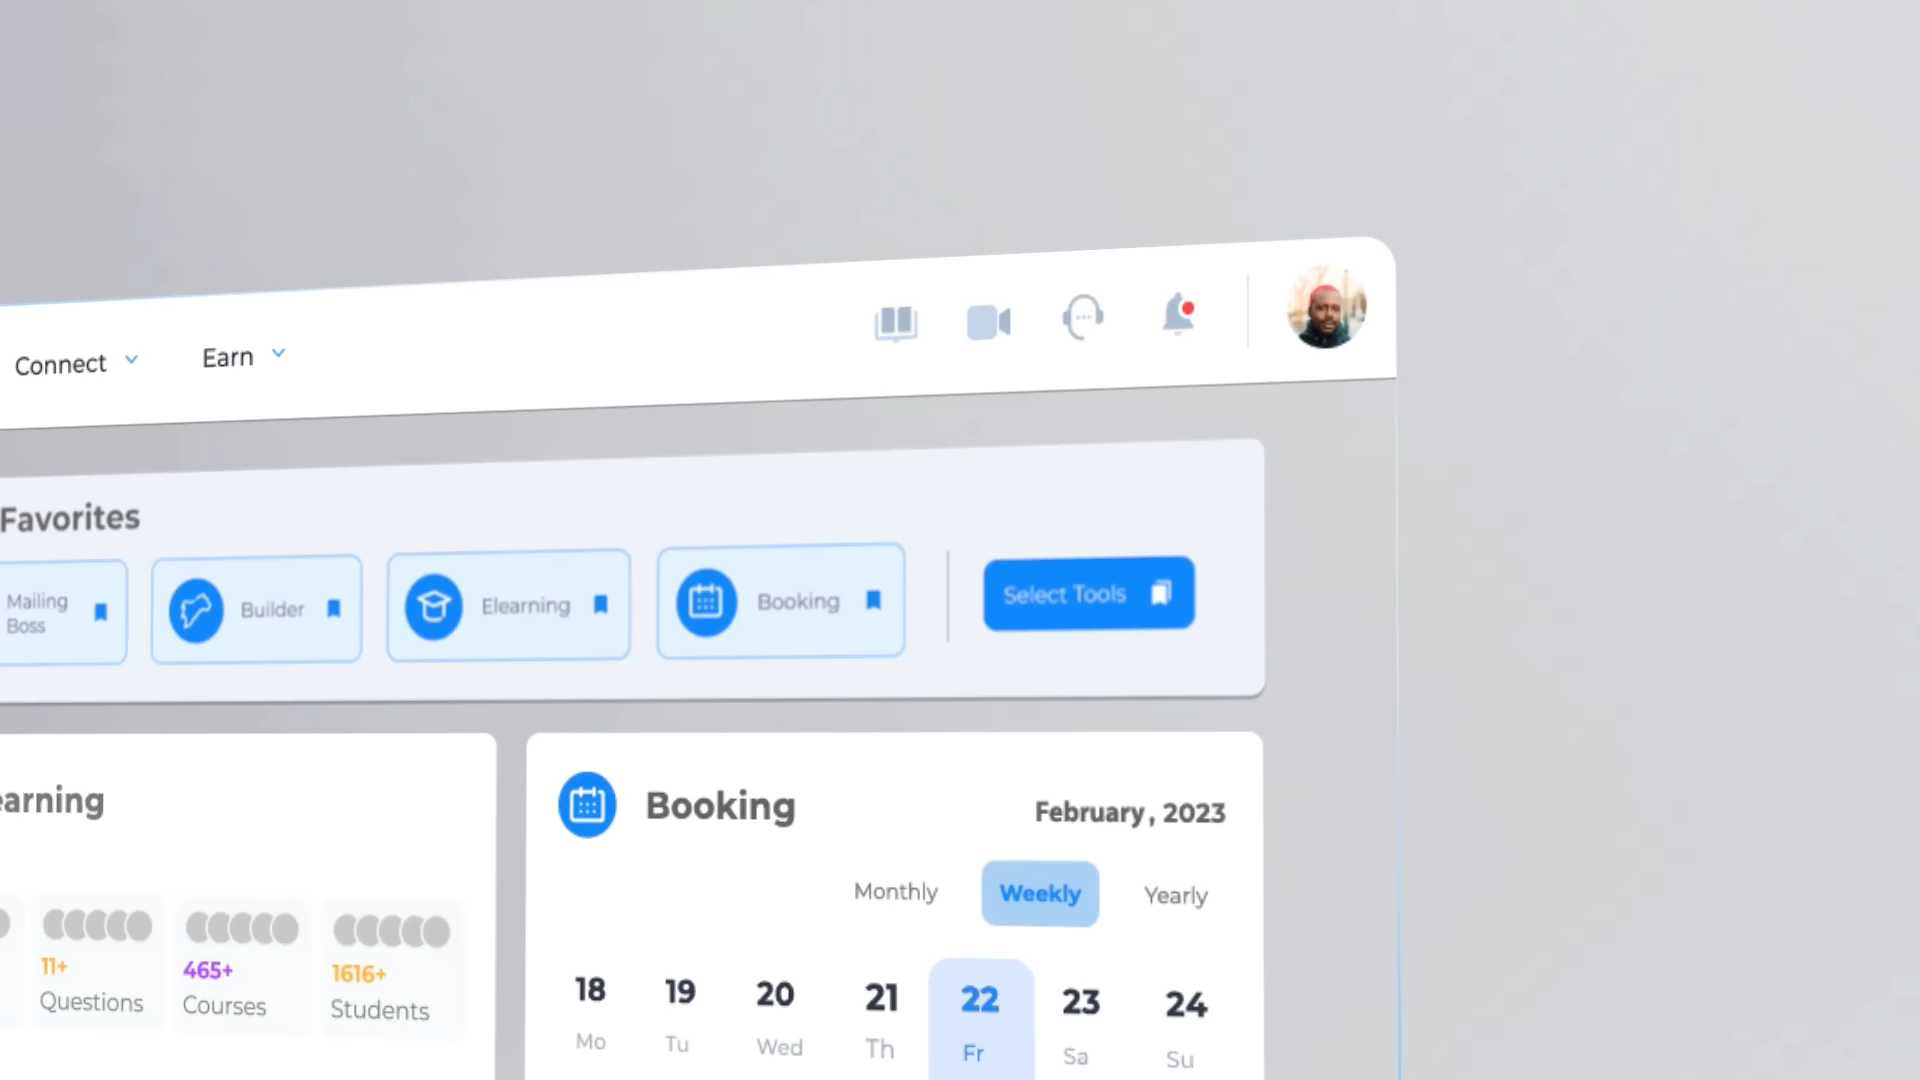 Connect
Earn
Favorites
Mailing
Boss
Builder
Elearning
Booking
Select Tools
earning
Booking
February, 2023
Monthly
Weekly
Yearly
11+
465+
1616+
Questions
Courses
Students
18 19 20 21 22 23 24
Mo Tu Wed Th Fr Sa Su